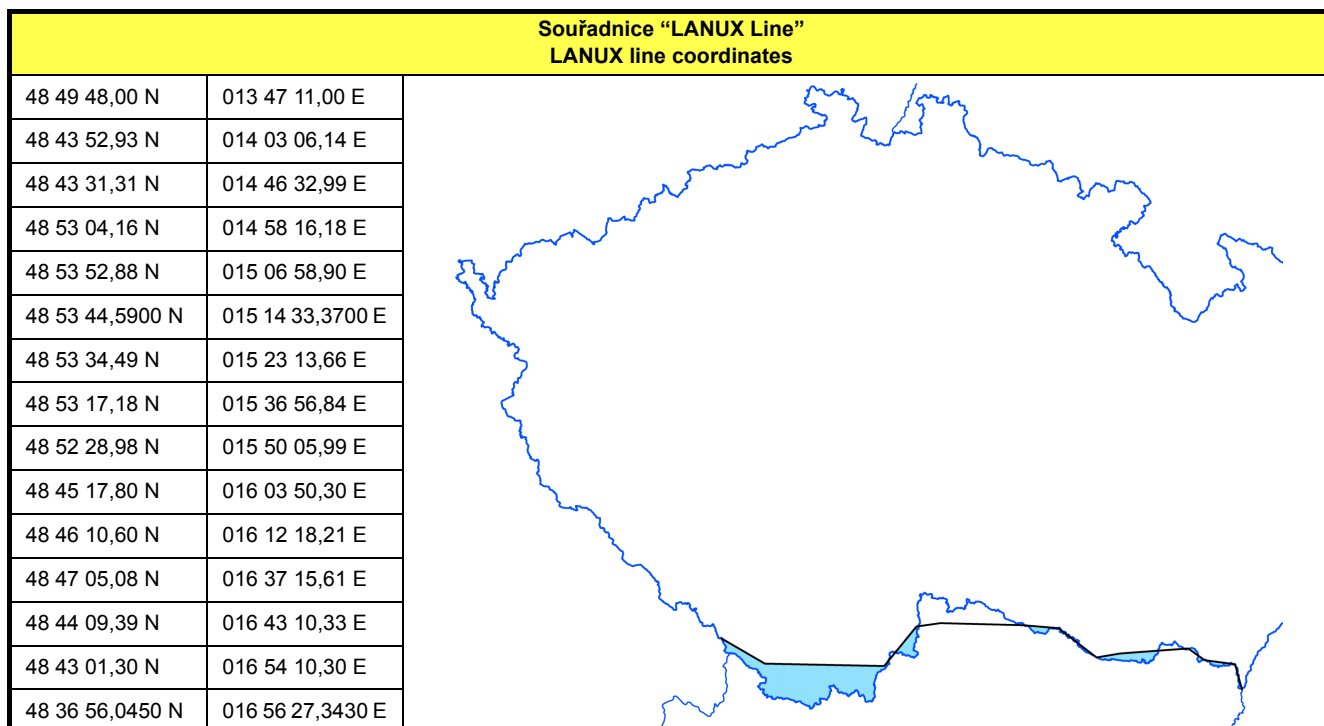 Souřadnice “LANUX Line”
LANUX line coordinates
48 49 48,00 N 013 47 11,00 E
48 43 52,93 N 014 03 06,14 E
48 43 31,31 N 014 46 32,99 E
48 53 04,16 N 014 58 16,18 E
48 53 52,88 N 015 06 58,90 E
48 53 44,5900 N 015 14 33,3700 E
48 53 34,49 N 015 23 13,66 E
48 53 17,18 N 015 36 56,84 E
48 52 28,98 N 015 50 05,99 E
48 45 17,80 N 016 03 50,30 E
48 46 10,60 N 016 12 18,21 E
48 47 05,08 N 016 37 15,61 E
48 44 09,39 N 016 43 10,33 E
48 43 01,30 N 016 54 10,30 E
48 36 56,0450 N 016 56 27,3430 E